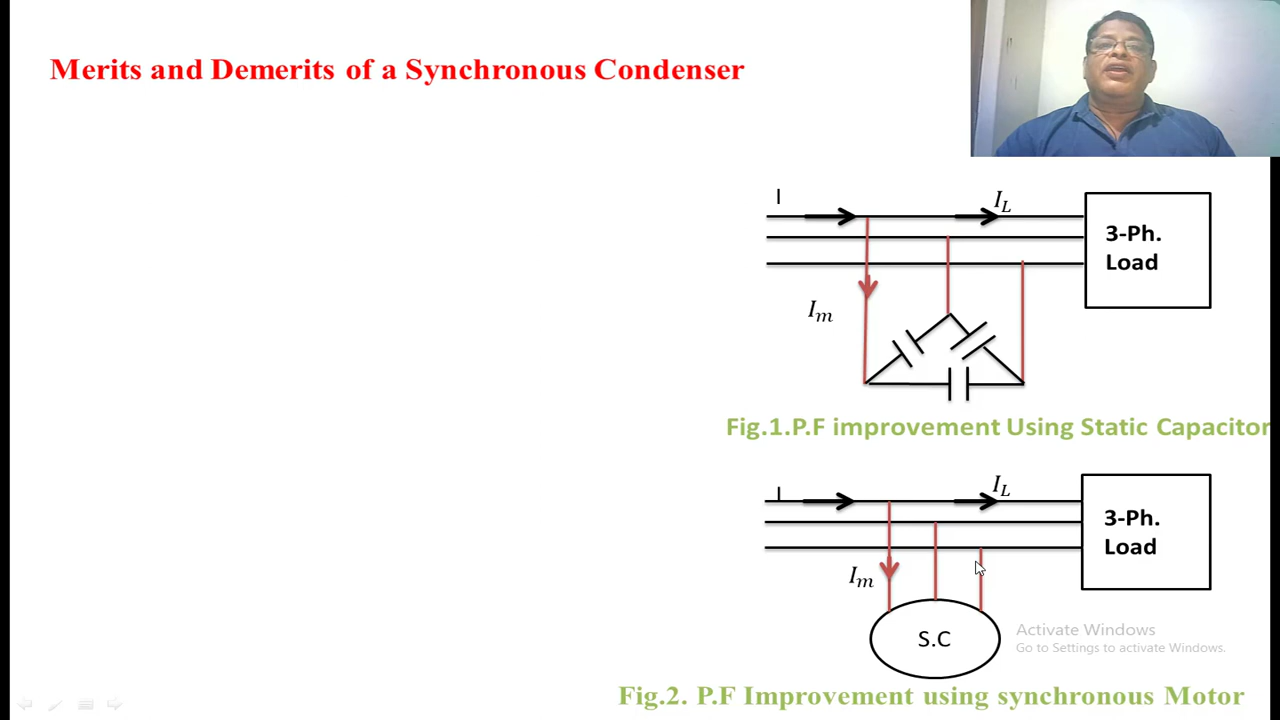 Merits and Demerits of a Synchronous Condenser
I
I_L
3-Ph.
Load
I_m
Fig.1.P.F improvement Using Static Capacitor
I
I_L
3-Ph.
Load
I_m
S.C
Activate Windows
Go to Settings to activate Windows.
Fig.2. P.F Improvement using synchronous Motor